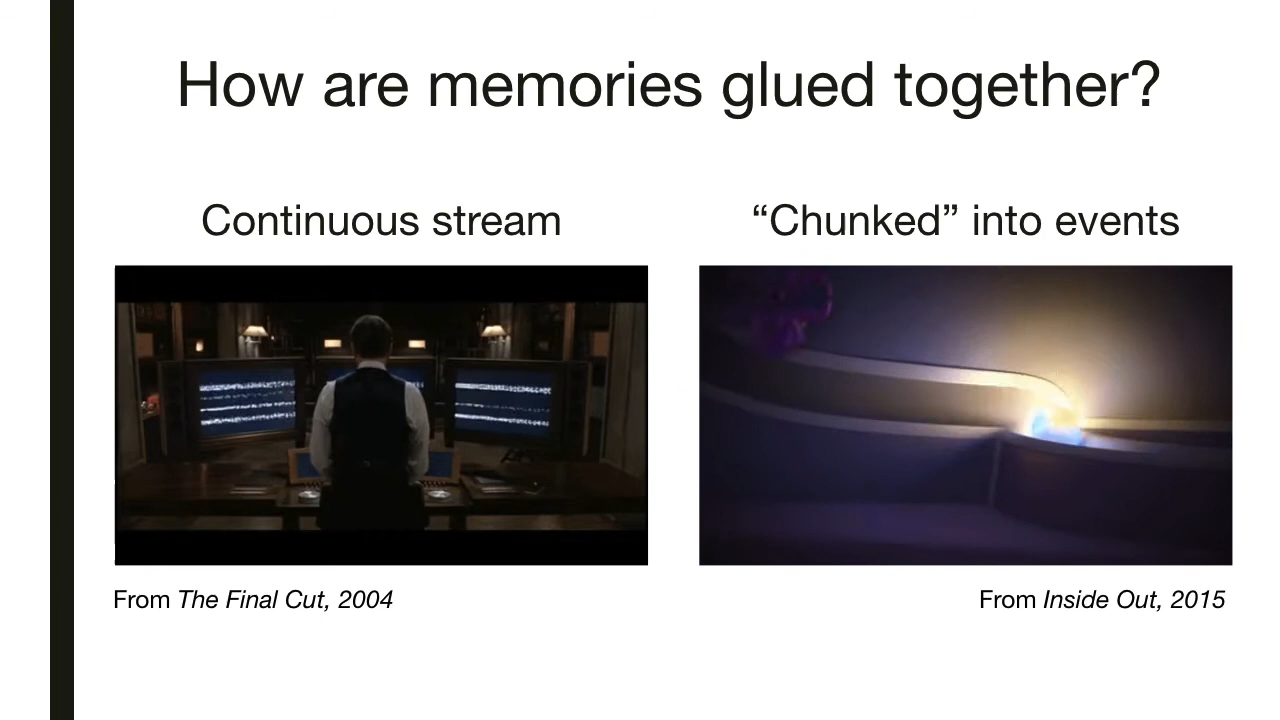 How are memories glued together?
Continuous stream
“Chunked” into events
From The Final Cut, 2004
From Inside Out, 2015